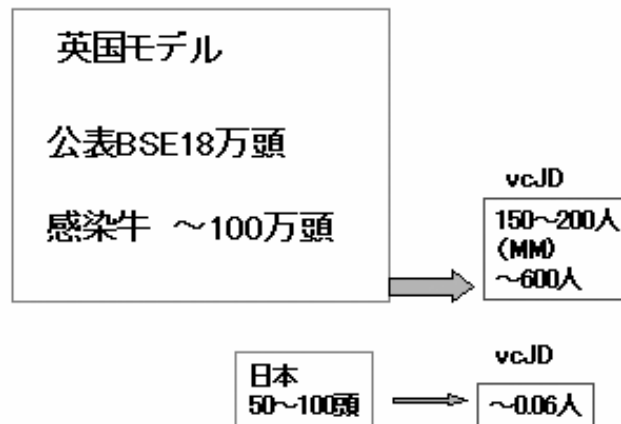 英国モデル
公表BSE18万頭
感染牛 ～100万頭
vcJD
150～200人
(MM)
～600人
日本
50～100頭
vcJD
～0.06人